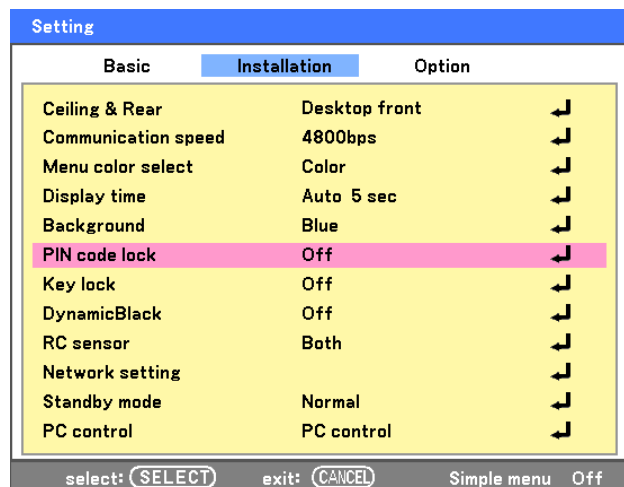 Setting
Basic Installation Option
Ceiling & Rear Desktop front
Communication speed 4800bps
Menu color select Color
Display time Auto 5 sec
Background Blue
PIN code lock Off
Key lock Off
DynamicBlack Off
RC sensor Both
Network setting
Standby mode Normal
PC control PC control
select: SELECT exit: CANCEL Simple menu Off